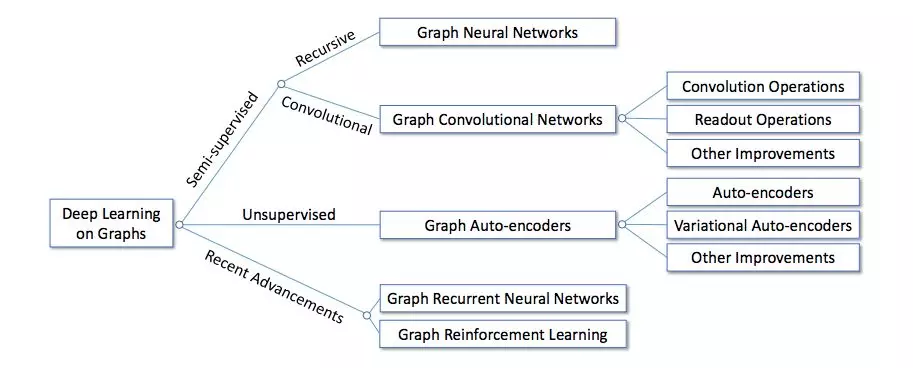 Deep Learning
on Graphs
Semi-supervised
Recursive
Graph Neural Networks
Convolutional
Graph Convolutional Networks
Convolution Operations
Readout Operations
Other Improvements
Unsupervised
Graph Auto-encoders
Auto-encoders
Variational Auto-encoders
Other Improvements
Recent Advancements
Graph Recurrent Neural Networks
Graph Reinforcement Learning